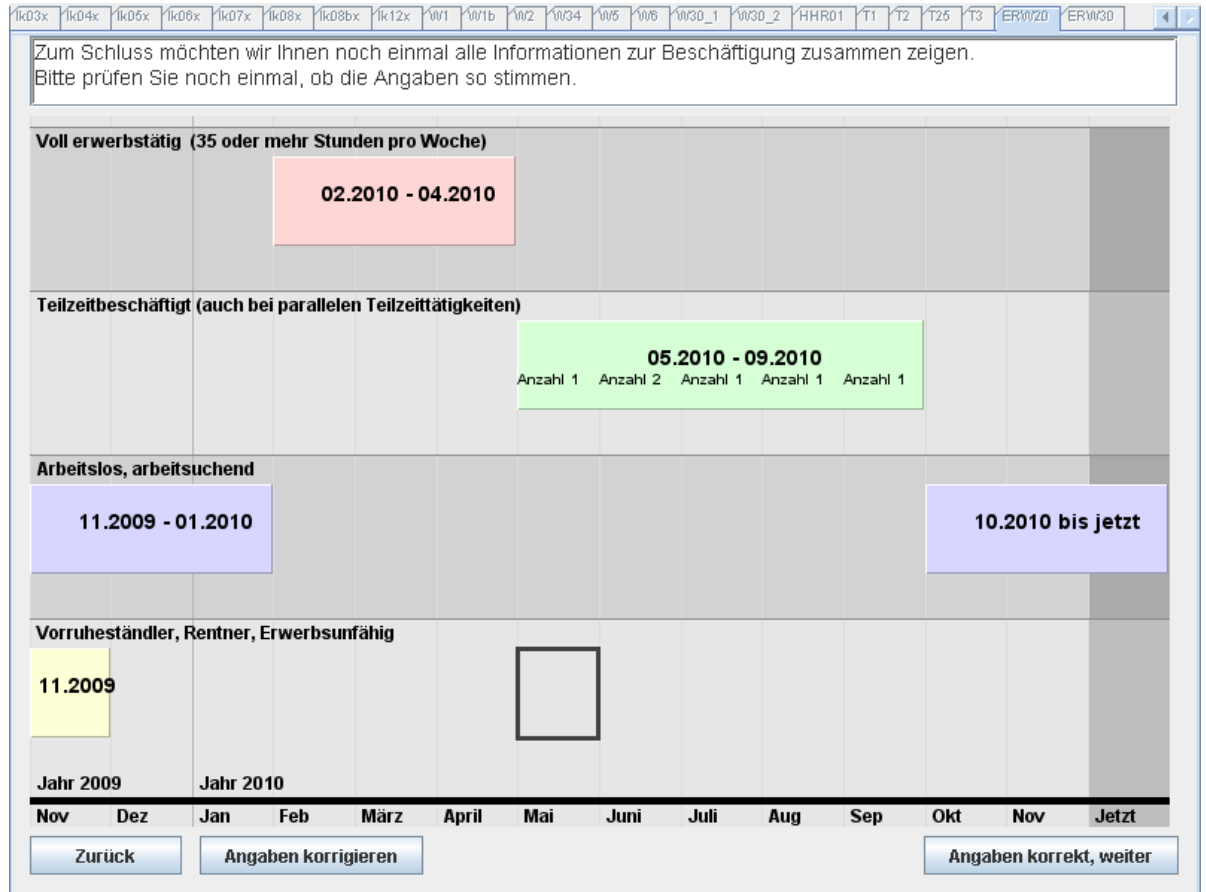 lk03x lk04x lk05x lk06x lk07x lk08x lk08bx lk12x W1 W1b W2 W34 W5 W6 W30_1 W30_2 HHR01 T1 T2 T25 T3 ERW20 ERW30
Zum Schluss möchten wir Ihnen noch einmal alle Informationen zur Beschäftigung zusammen zeigen.
Bitte prüfen Sie noch einmal, ob die Angaben so stimmen.
Voll erwerbstätig (35 oder mehr Stunden pro Woche)
02.2010 - 04.2010
Teilzeitbeschäftigt (auch bei parallelen Teilzeittätigkeiten)
05.2010 - 09.2010
Anzahl 1 Anzahl 2 Anzahl 1 Anzahl 1 Anzahl 1
Arbeitslos, arbeitsuchend
11.2009 - 01.2010 10.2010 bis jetzt
Vorruheständler, Rentner, Erwerbsunfähig
11.2009
Jahr 2009 Jahr 2010
Nov Dez Jan Feb März April Mai Juni Juli Aug Sep Okt Nov Jetzt
Zurück Angaben korrigieren Angaben korrekt, weiter